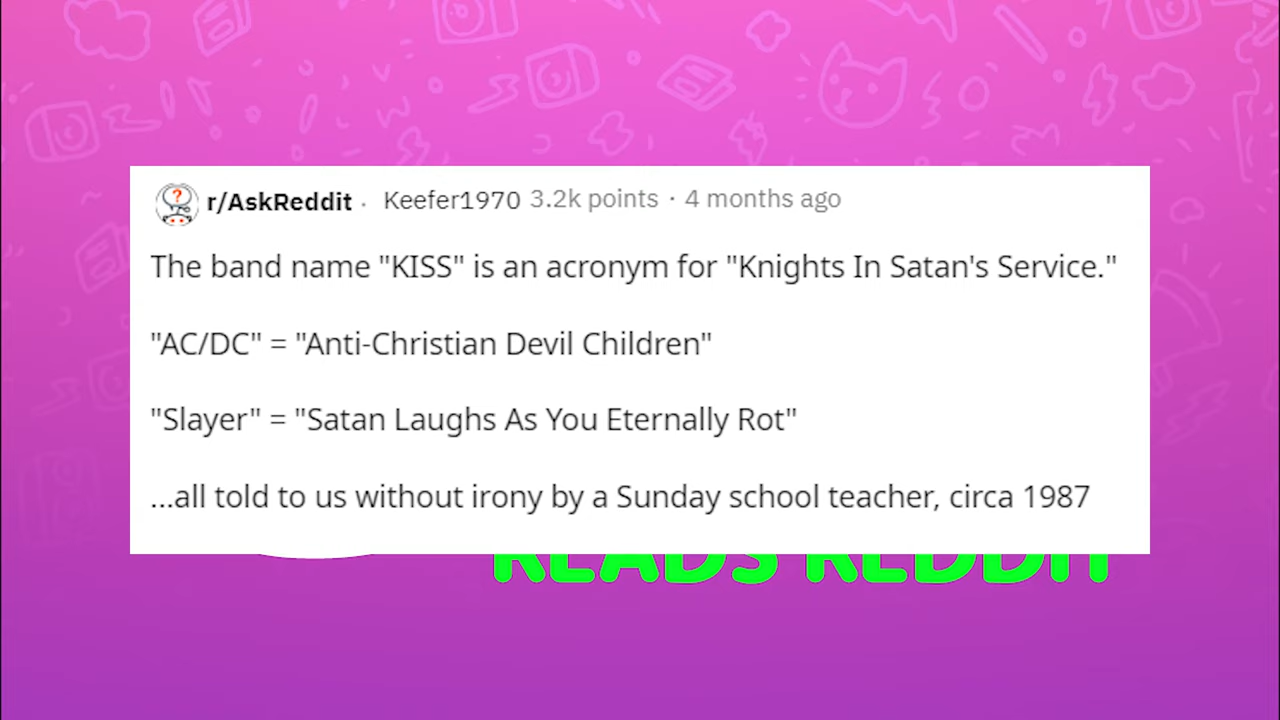 r/AskReddit · Keefer1970 3.2k points · 4 months ago
The band name "KISS" is an acronym for "Knights In Satan's Service."
"AC/DC" = "Anti-Christian Devil Children"
"Slayer" = "Satan Laughs As You Eternally Rot"
...all told to us without irony by a Sunday school teacher, circa 1987
READS REDDIT